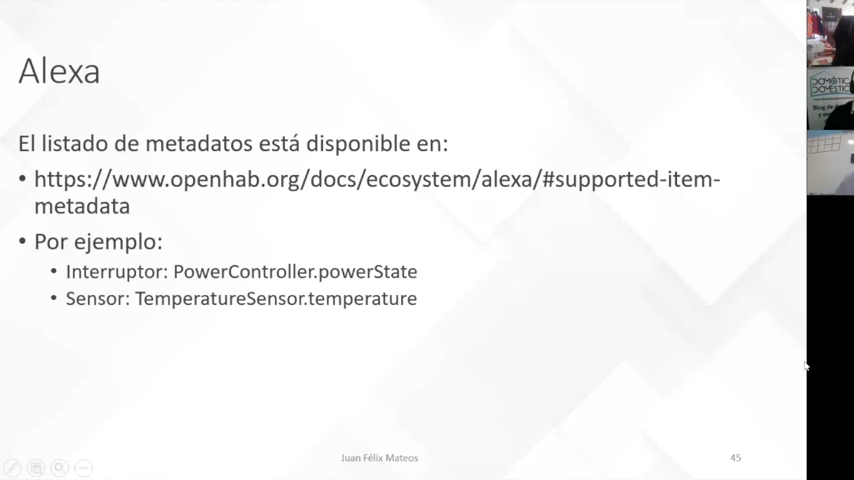 Alexa
El listado de metadatos está disponible en:
• https://www.openhab.org/docs/ecosystem/alexa/#supported-item-
metadata
• Por ejemplo:
• Interruptor: PowerController.powerState
• Sensor: TemperatureSensor.temperature
Juan Félix Mateos
45